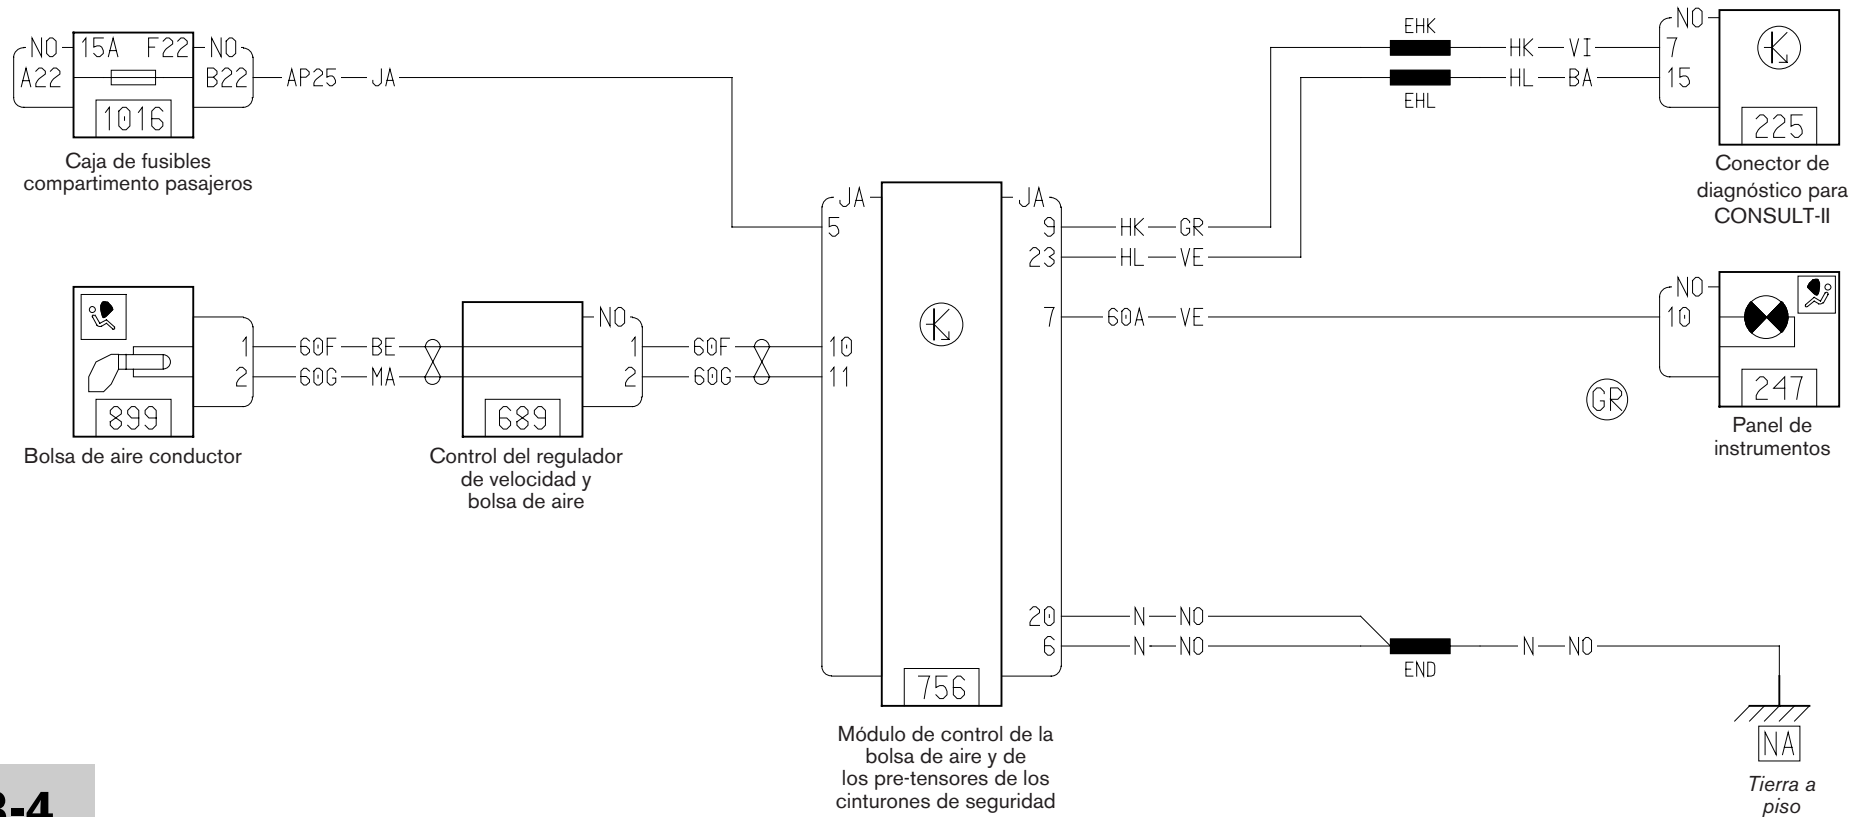 NO 15A F22 NO
A22 B22 AP25 JA
1016
Caja de fusibles
compartimento pasajeros
EHK
HK VI
EHL
HL BA
NO
7
15
225
Conector de
diagnóstico para
CONSULT-II
JA
5
10
11
JA
9 HK GR
23 HL VE
7 60A VE
20 N NO
6 N NO
756
Módulo de control de la
bolsa de aire y de
los pre-tensores de los
cinturones de seguridad
1 60F BE
2 60G MA
899
Bolsa de aire conductor
NO
1 60F
2 60G
689
Control del regulador
de velocidad y
bolsa de aire
NO
10
GR
247
Panel de
instrumentos
END
N NO
NA
Tierra a
piso
-4